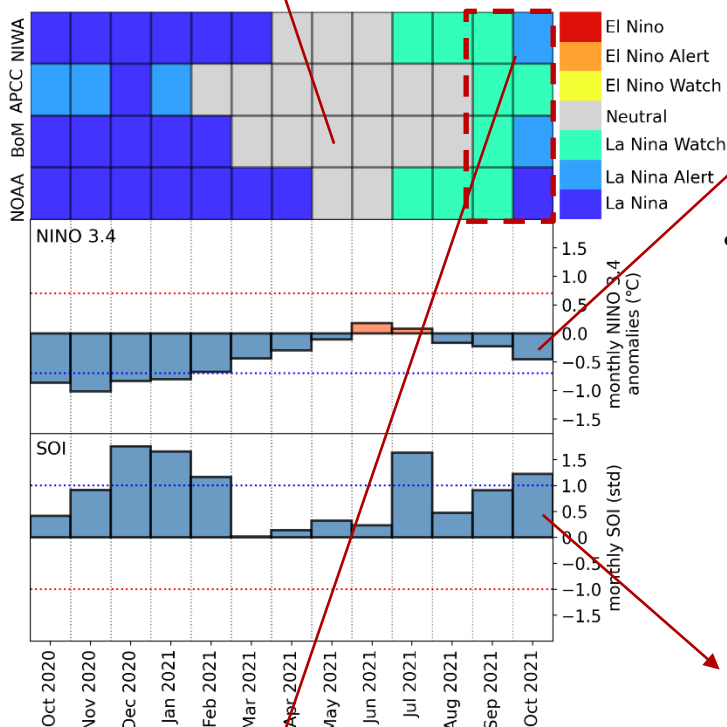 NIWA
APCC
BoM
NOAA
El Nino
El Nino Alert
El Nino Watch
Neutral
La Nina Watch
La Nina Alert
La Nina
NINO 3.4
1.5
1.0
0.5
0.0
−0.5
−1.0
−1.5
monthly NINO 3.4
anomalies (°C)
SOI
1.5
1.0
0.5
0.0
−0.5
−1.0
−1.5
monthly SOI (std)
Oct 2020
Nov 2020
Dec 2020
Jan 2021
Feb 2021
Mar 2021
Apr 2021
May 2021
Jun 2021
Jul 2021
Aug 2021
Sep 2021
Oct 2021